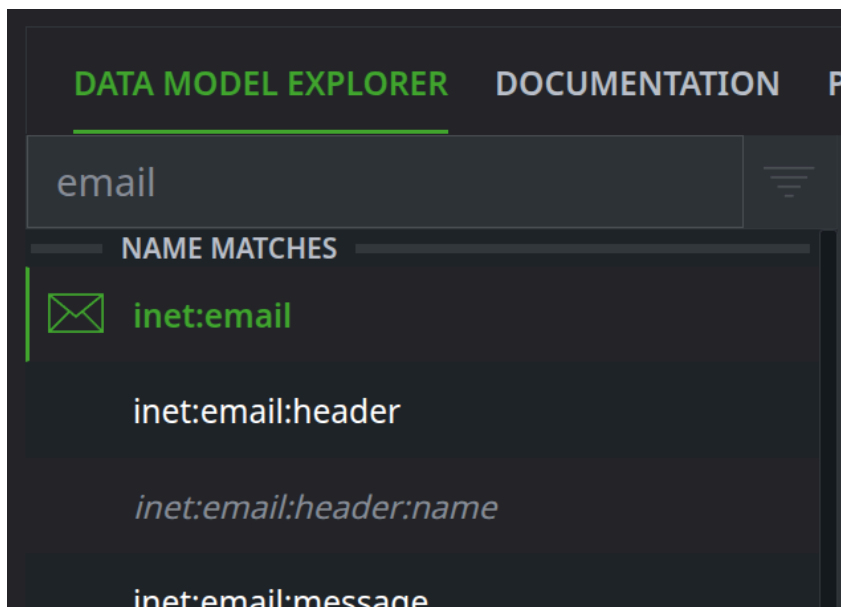 DATA MODEL EXPLORER DOCUMENTATION P
email
NAME MATCHES
inet:email
inet:email:header
inet:email:header:name
inet:email:message